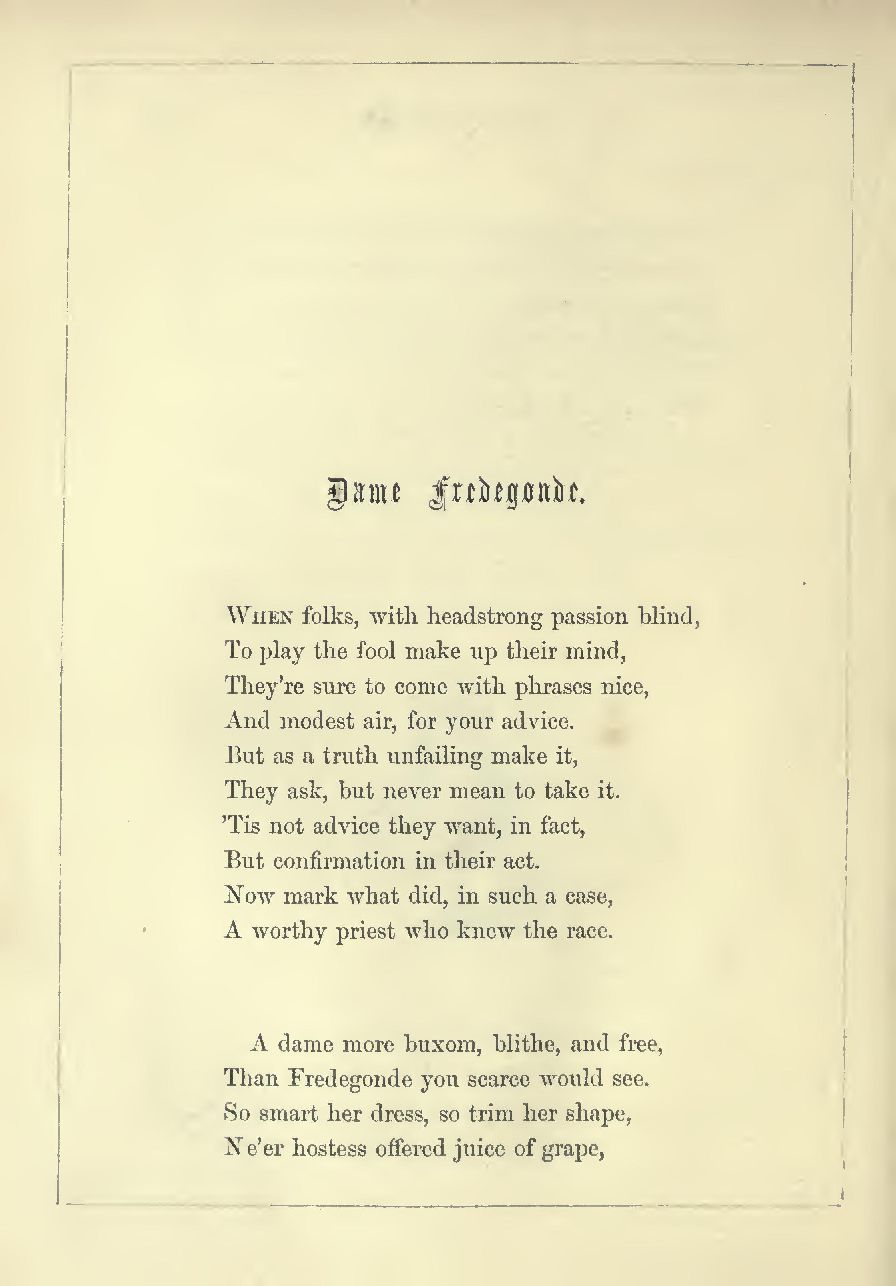 Dame Fredegonde.
WHEN folks, with headstrong passion blind,
To play the fool make up their mind,
They're sure to come with phrases nice,
And modest air, for your advice.
But as a truth unfailing make it,
They ask, but never mean to take it.
'Tis not advice they want, in fact,
But confirmation in their act.
Now mark what did, in such a case,
A worthy priest who knew the race.
A dame more buxom, blithe, and free,
Than Fredegonde you scarce would see.
So smart her dress, so trim her shape,
Ne'er hostess offered juice of grape,